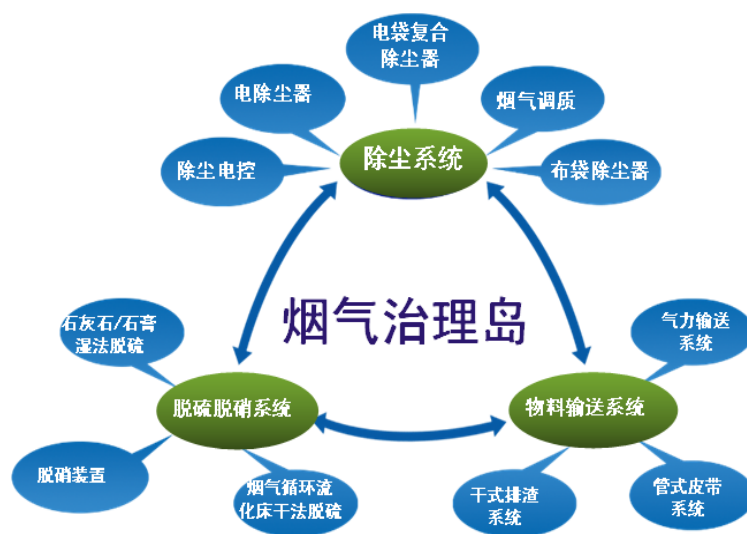 电袋复合
除尘器
电除尘器
烟气调质
除尘电控
除尘系统
布袋除尘器
烟气治理岛
石灰石/石膏
湿法脱硫
气力输送
系统
脱硫脱硝系统
物料输送系统
脱硝装置
烟气循环流
化床干法脱硫
干式排渣
系统
管式皮带
系统